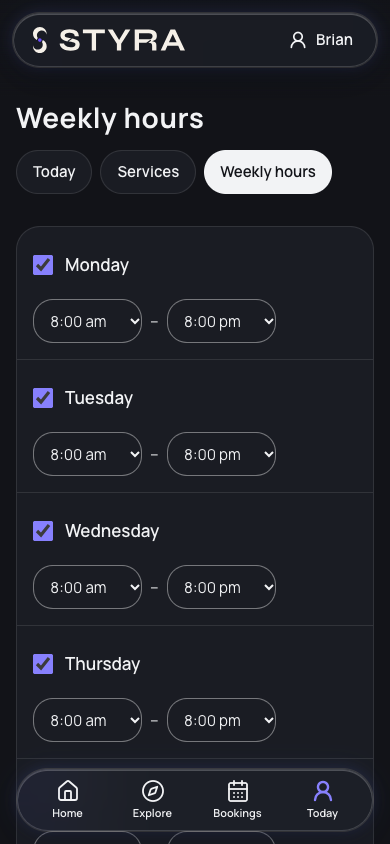 STYRA
Brian
Weekly hours
Today
Services
Weekly hours
Monday
8:00 am – 8:00 pm
Tuesday
8:00 am – 8:00 pm
Wednesday
8:00 am – 8:00 pm
Thursday
8:00 am – 8:00 pm
Home
Explore
Bookings
Today